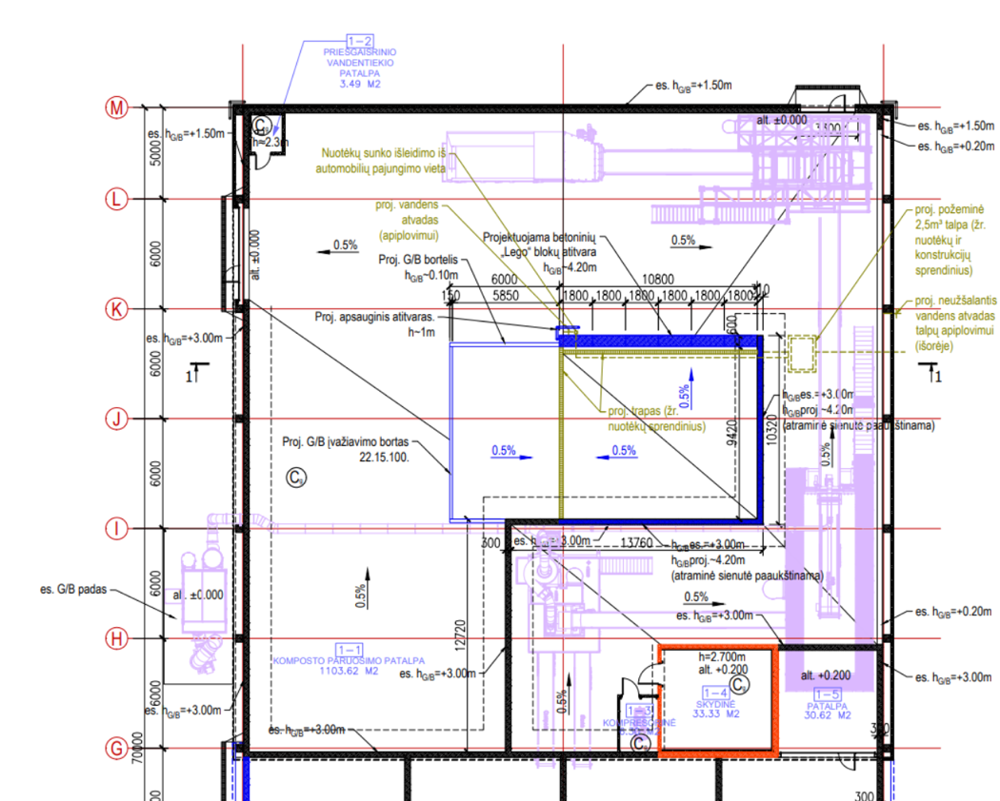 1-2
PRIEŠGAISRINIO
VANDENTIEKIO
PATALPA
3.49 M2
es. hG/B=+1.50m
M
C
es. hG/B=+1.50m
h=2.3m
alt. ±0.000
3300
es. hG/B=+1.50m
es. hG/B=+0.20m
5000
Nuotėkų sunko išleidimo iš
automobilių pajungimo vieta
L
proj. vandens
atvadas
(apiplovimui)
proj. požeminė
2,5m³ talpa (žr.
nuotėkų ir
konstrukcijų
sprendinius)
Projektuojama betoninių
„Lego“ blokų atitvara
hG/B~4.20m
0.5%
0.5%
6000
alt. ±0.000
Proj. G/B bortelis
hG/B~0.10m
6000
10800
150
5850
1800
1800
1800
1800
1800
1800
K
proj. neužšalantis
vandens atvadas
talpų apiplovimui
(išorėje)
Proj. apsauginis atitvaras.
h~1m
600
es. hG/B=+3.00m
6000
1
1
0.5%
hG/Bes.=+3.00m
hG/Bproj.~4.20m
(atraminė sienutė paaukštinama)
proj. trapas (žr.
nuotėkų sprendinius)
J
9420
10320
Proj. G/B įvažiavimo bortas
22.15.100.
0.5%
0.5%
0.5%
6000
C
I
300
es. hG/B=+3.00m
13760
hG/Bes.=+3.00m
hG/Bproj.~4.20m
(atraminė sienutė paaukštinama)
6000
es. G/B padas
alt. ±0.000
0.5%
0.5%
es. hG/B=+3.00m
es. hG/B=+0.20m
H
12720
1-1
KOMPOSTO PARUOŠIMO PATALPA
1103.62 M2
es. hG/B=+3.00m
h=2.700m
alt. +0.200
C
1-4
SKYDINĖ
33.33 M2
alt. +0.200
1-5
PATALPA
30.62 M2
es. hG/B=+3.00m
6000
es. hG/B=+3.00m
0.5%
1-3
KOMPRESORINĖ
C
es. hG/B=+3.00m
G
70000
300